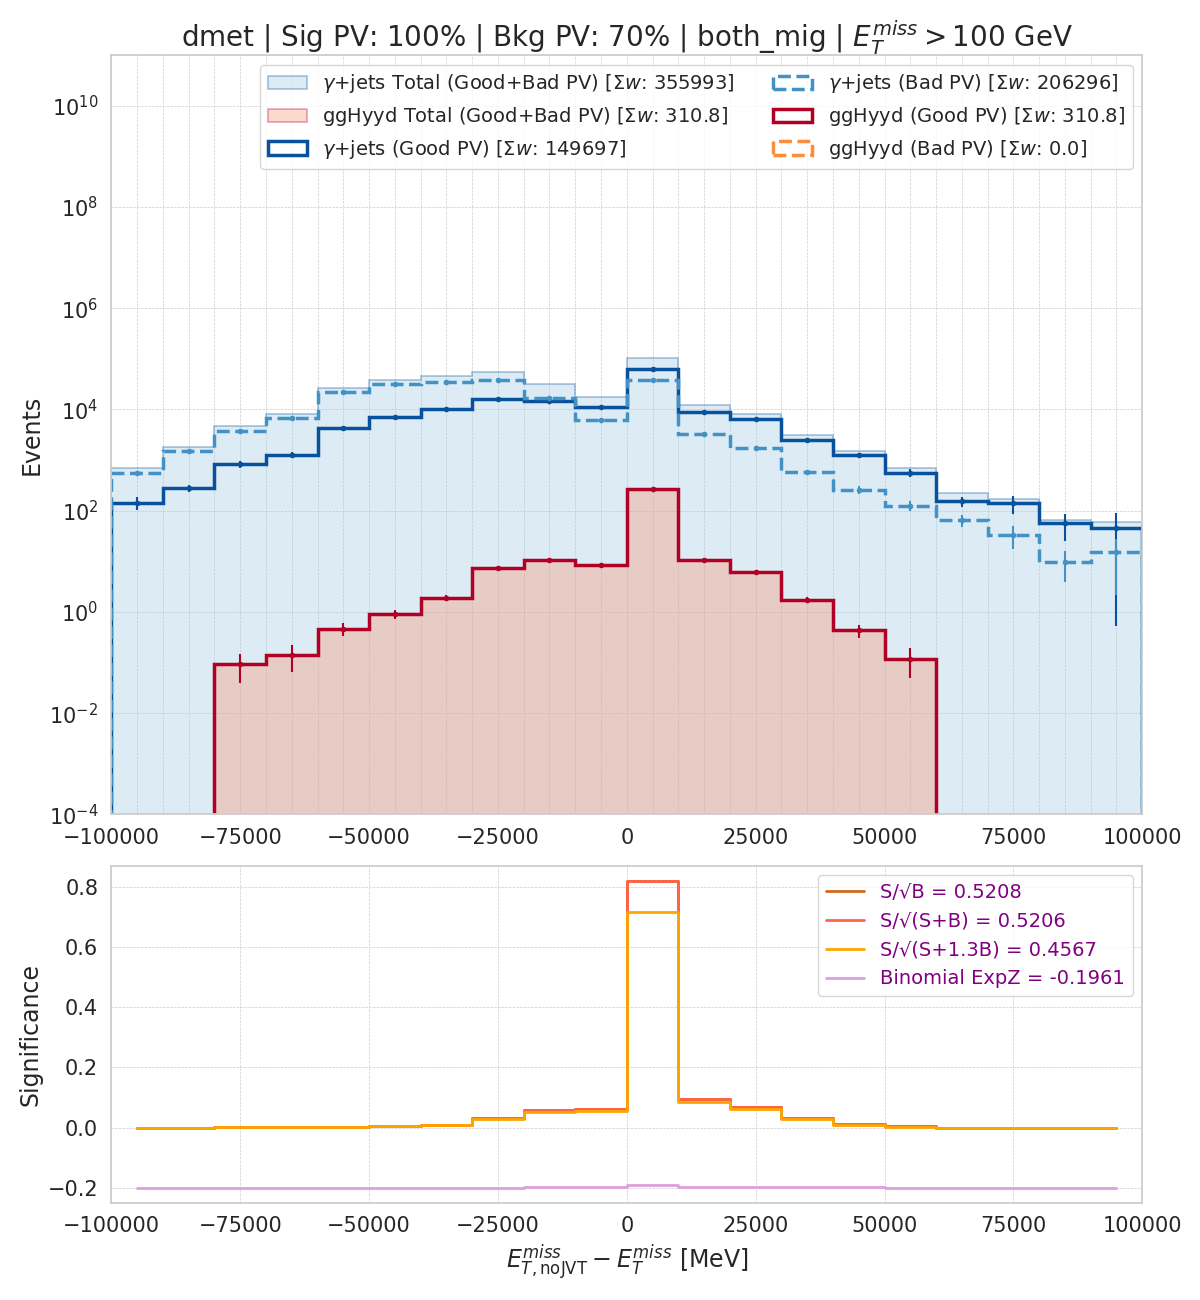 dmet | Sig PV: 100% | Bkg PV: 70% | both_mig | $E_T^{miss} > 100$ GeV
γ+jets Total (Good+Bad PV) [Σw: 355993]
ggHyyd Total (Good+Bad PV) [Σw: 310.8]
γ+jets (Good PV) [Σw: 149697]
γ+jets (Bad PV) [Σw: 206296]
ggHyyd (Good PV) [Σw: 310.8]
ggHyyd (Bad PV) [Σw: 0.0]
Events
10^{10}
10^{8}
10^{6}
10^{4}
10^{2}
10^{0}
10^{−2}
10^{−4}
−100000 −75000 −50000 −25000 0 25000 50000 75000 100000
S/√B = 0.5208
S/√(S+B) = 0.5206
S/√(S+1.3B) = 0.4567
Binomial ExpZ = -0.1961
Significance
0.8
0.6
0.4
0.2
0.0
−0.2
−100000 −75000 −50000 −25000 0 25000 50000 75000 100000
$E_{T,noJVT}^{miss} − E_T^{miss}$ [MeV]